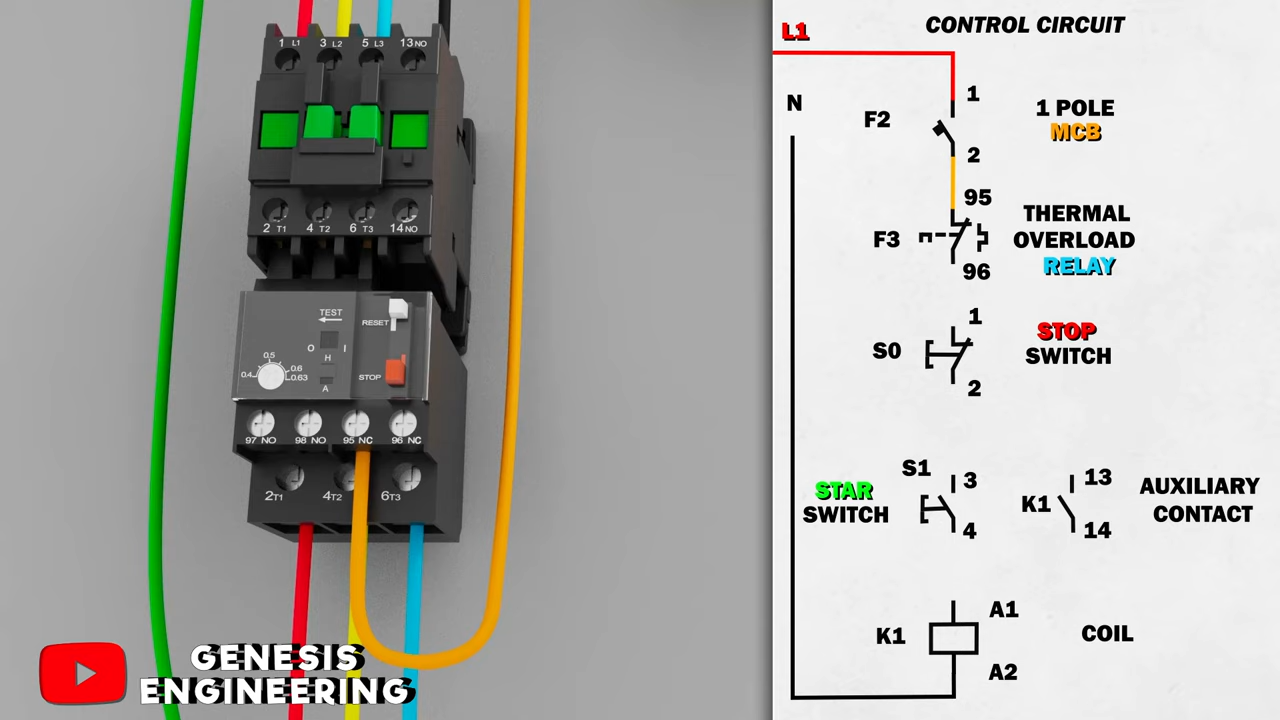 1 L1 3 L2 5 L3 13 NO
2 T1 4 T2 6 T3 14 NO
TEST
RESET
O I
H
A
STOP
0.4 0.5 0.6 0.63
97 NO 98 NO 95 NC 96 NC
2T1 4T2 6T3
GENESIS
ENGINEERING
CONTROL CIRCUIT
L1
N
F2
1
2
1 POLE
MCB
F3
95
96
THERMAL
OVERLOAD
RELAY
S0
1
2
STOP
SWITCH
STAR
SWITCH
S1
3
4
K1
13
14
AUXILIARY
CONTACT
K1
A1
A2
COIL